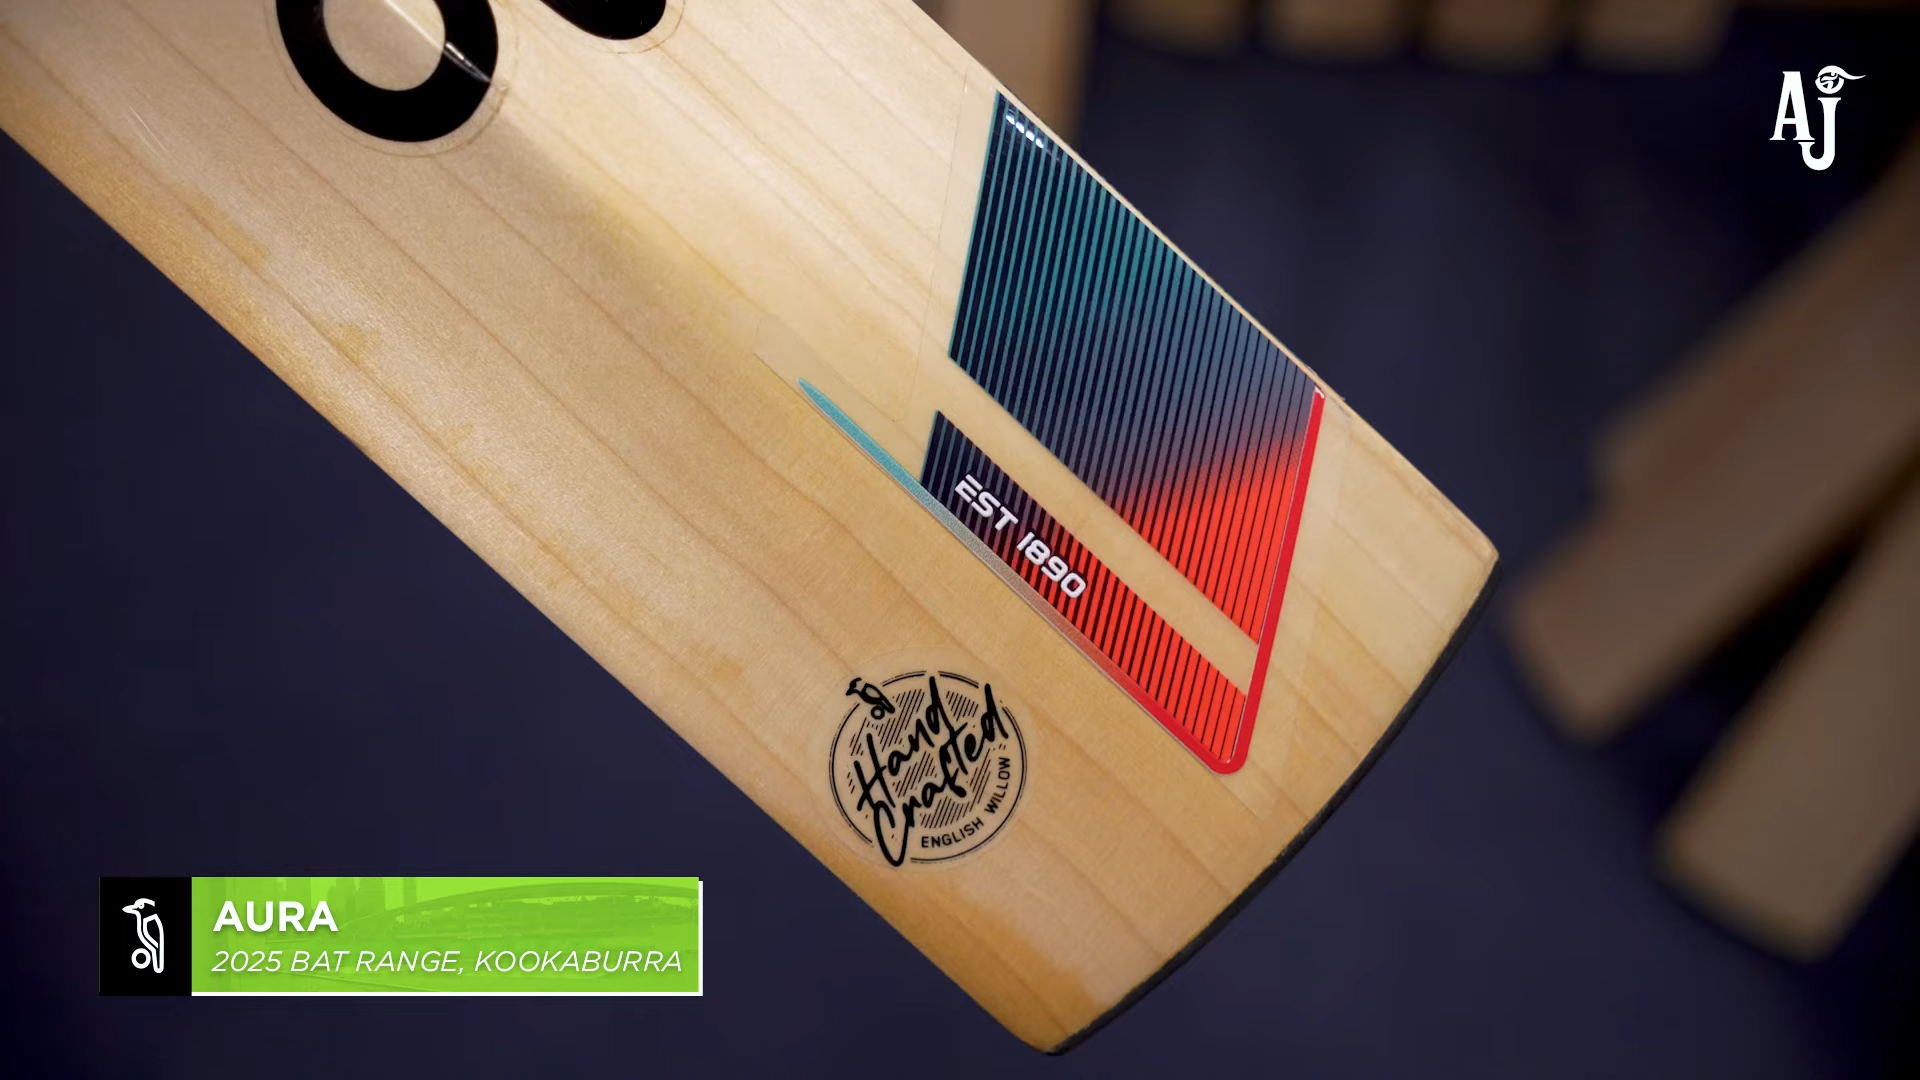 AJ
EST 1890
Hand
Crafted
ENGLISH WILLOW
AURA
2025 BAT RANGE, KOOKABURRA